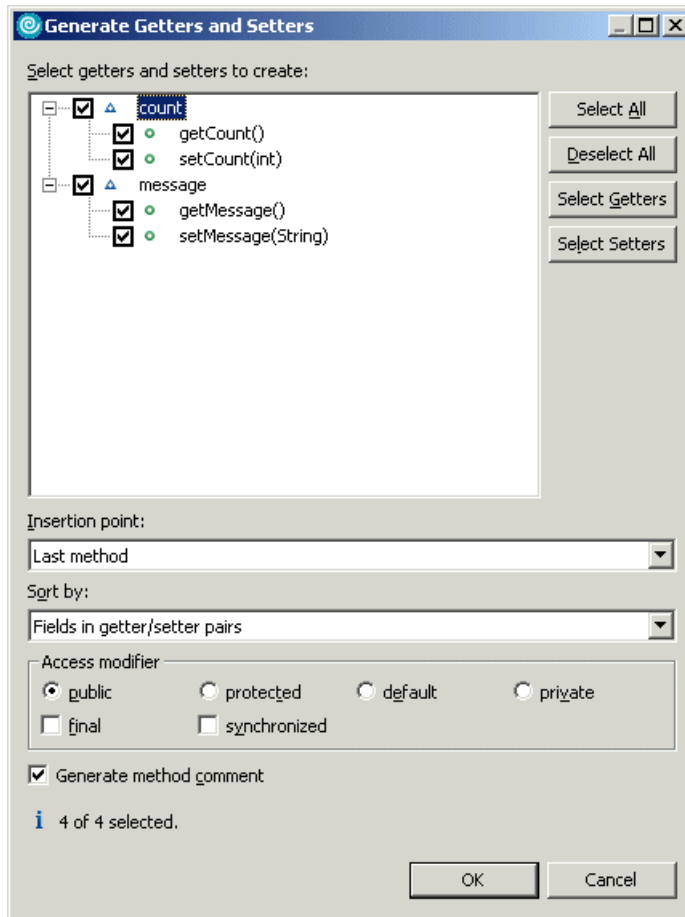 Generate Getters and Setters
Select getters and setters to create:
count
getCount()
setCount(int)
message
getMessage()
setMessage(String)
Select All
Deselect All
Select Getters
Select Setters
Insertion point:
Last method
Sort by:
Fields in getter/setter pairs
Access modifier
public protected default private
final synchronized
Generate method comment
i 4 of 4 selected.
OK Cancel